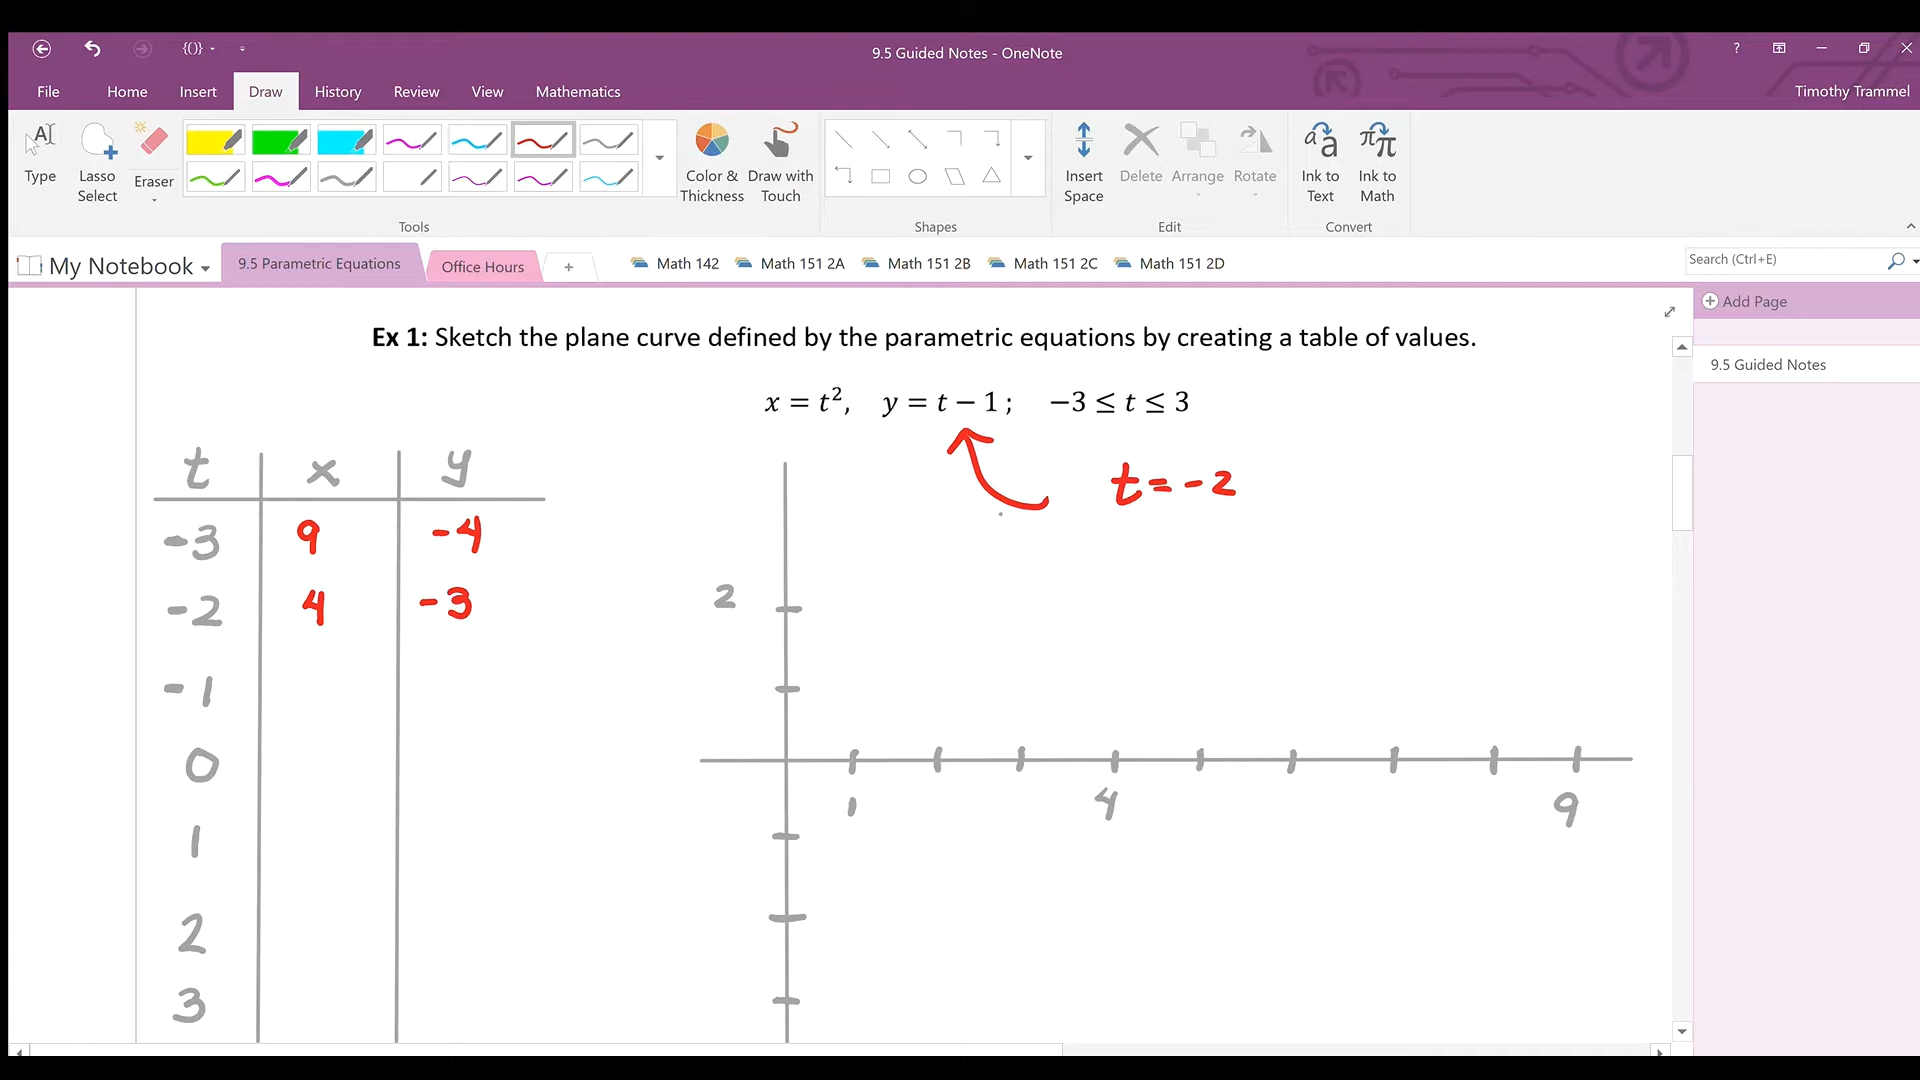 9.5 Guided Notes - OneNote
File Home Insert Draw History Review View Mathematics Timothy Trammel
Type
Lasso Select
Eraser
Color & Thickness
Draw with Touch
Insert Space
Delete
Arrange
Rotate
Ink to Text
Ink to Math
Tools Shapes Edit Convert
My Notebook 9.5 Parametric Equations Office Hours + Math 142 Math 151 2A Math 151 2B Math 151 2C Math 151 2D Search (Ctrl+E)
Add Page
9.5 Guided Notes
Ex 1: Sketch the plane curve defined by the parametric equations by creating a table of values.
x = t², y = t − 1 ; −3 ≤ t ≤ 3
t = -2
t x y
-3 9 -4
-2 4 -3
-1
0
1
2
3
2
1 4 9